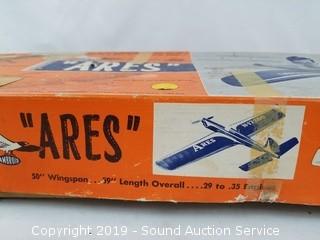 "ARES"
"ARES"
ARES
50" Wingspan... 39" Length Overall... .29 to .35 Engines
Copyright 2019 - Sound Auction Service